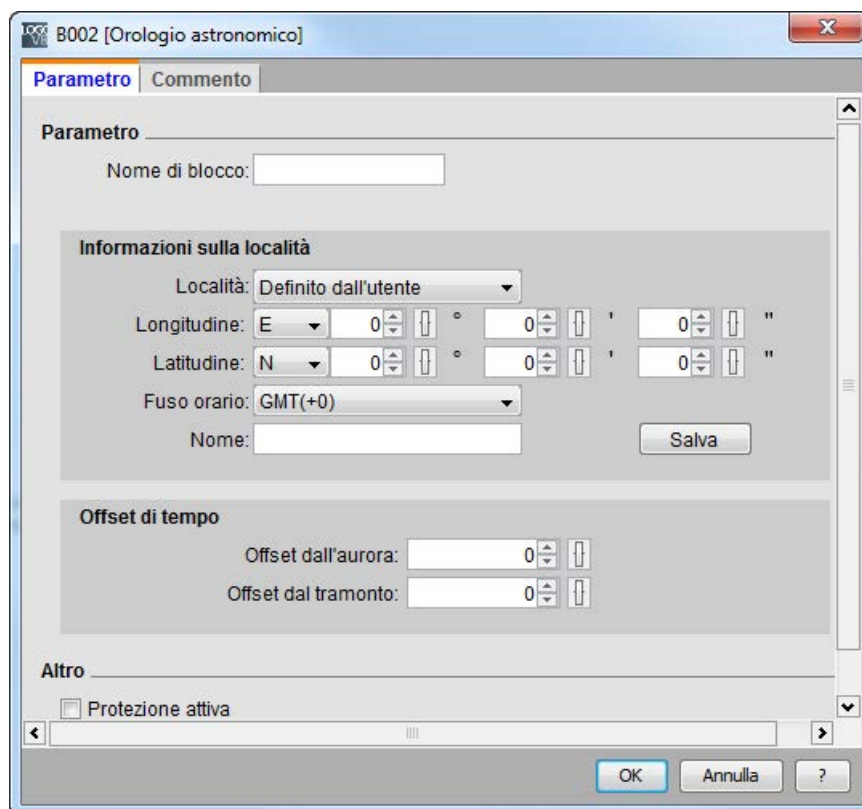 B002 [Orologio astronomico]
Parametro Commento
Parametro
Nome di blocco:
Informazioni sulla località
Località: Definito dall'utente
Longitudine: E 0 ° 0 ' 0 "
Latitudine: N 0 ° 0 ' 0 "
Fuso orario: GMT(+0)
Nome: Salva
Offset di tempo
Offset dall'aurora: 0
Offset dal tramonto: 0
Altro
Protezione attiva
OK Annulla ?